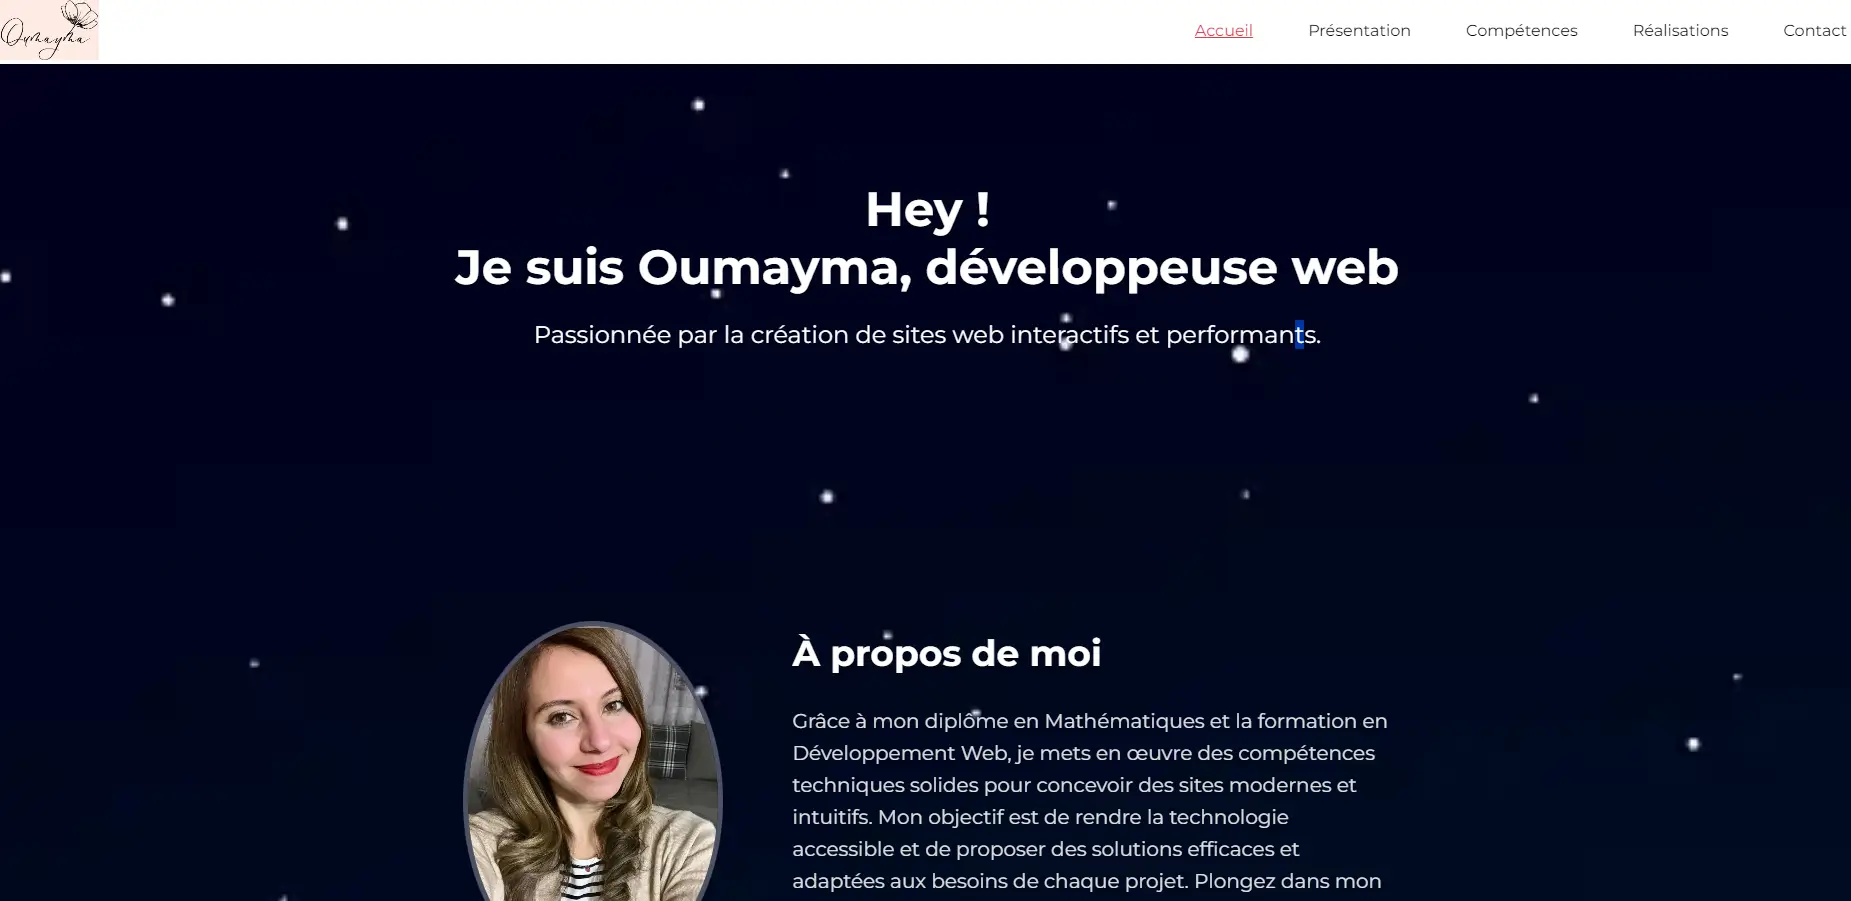 Oumayma
Accueil Présentation Compétences Réalisations Contact
Hey !
Je suis Oumayma, développeuse web
Passionnée par la création de sites web interactifs et performants.
À propos de moi
Grâce à mon diplôme en Mathématiques et la formation en
Développement Web, je mets en œuvre des compétences
techniques solides pour concevoir des sites modernes et
intuitifs. Mon objectif est de rendre la technologie
accessible et de proposer des solutions efficaces et
adaptées aux besoins de chaque projet. Plongez dans mon